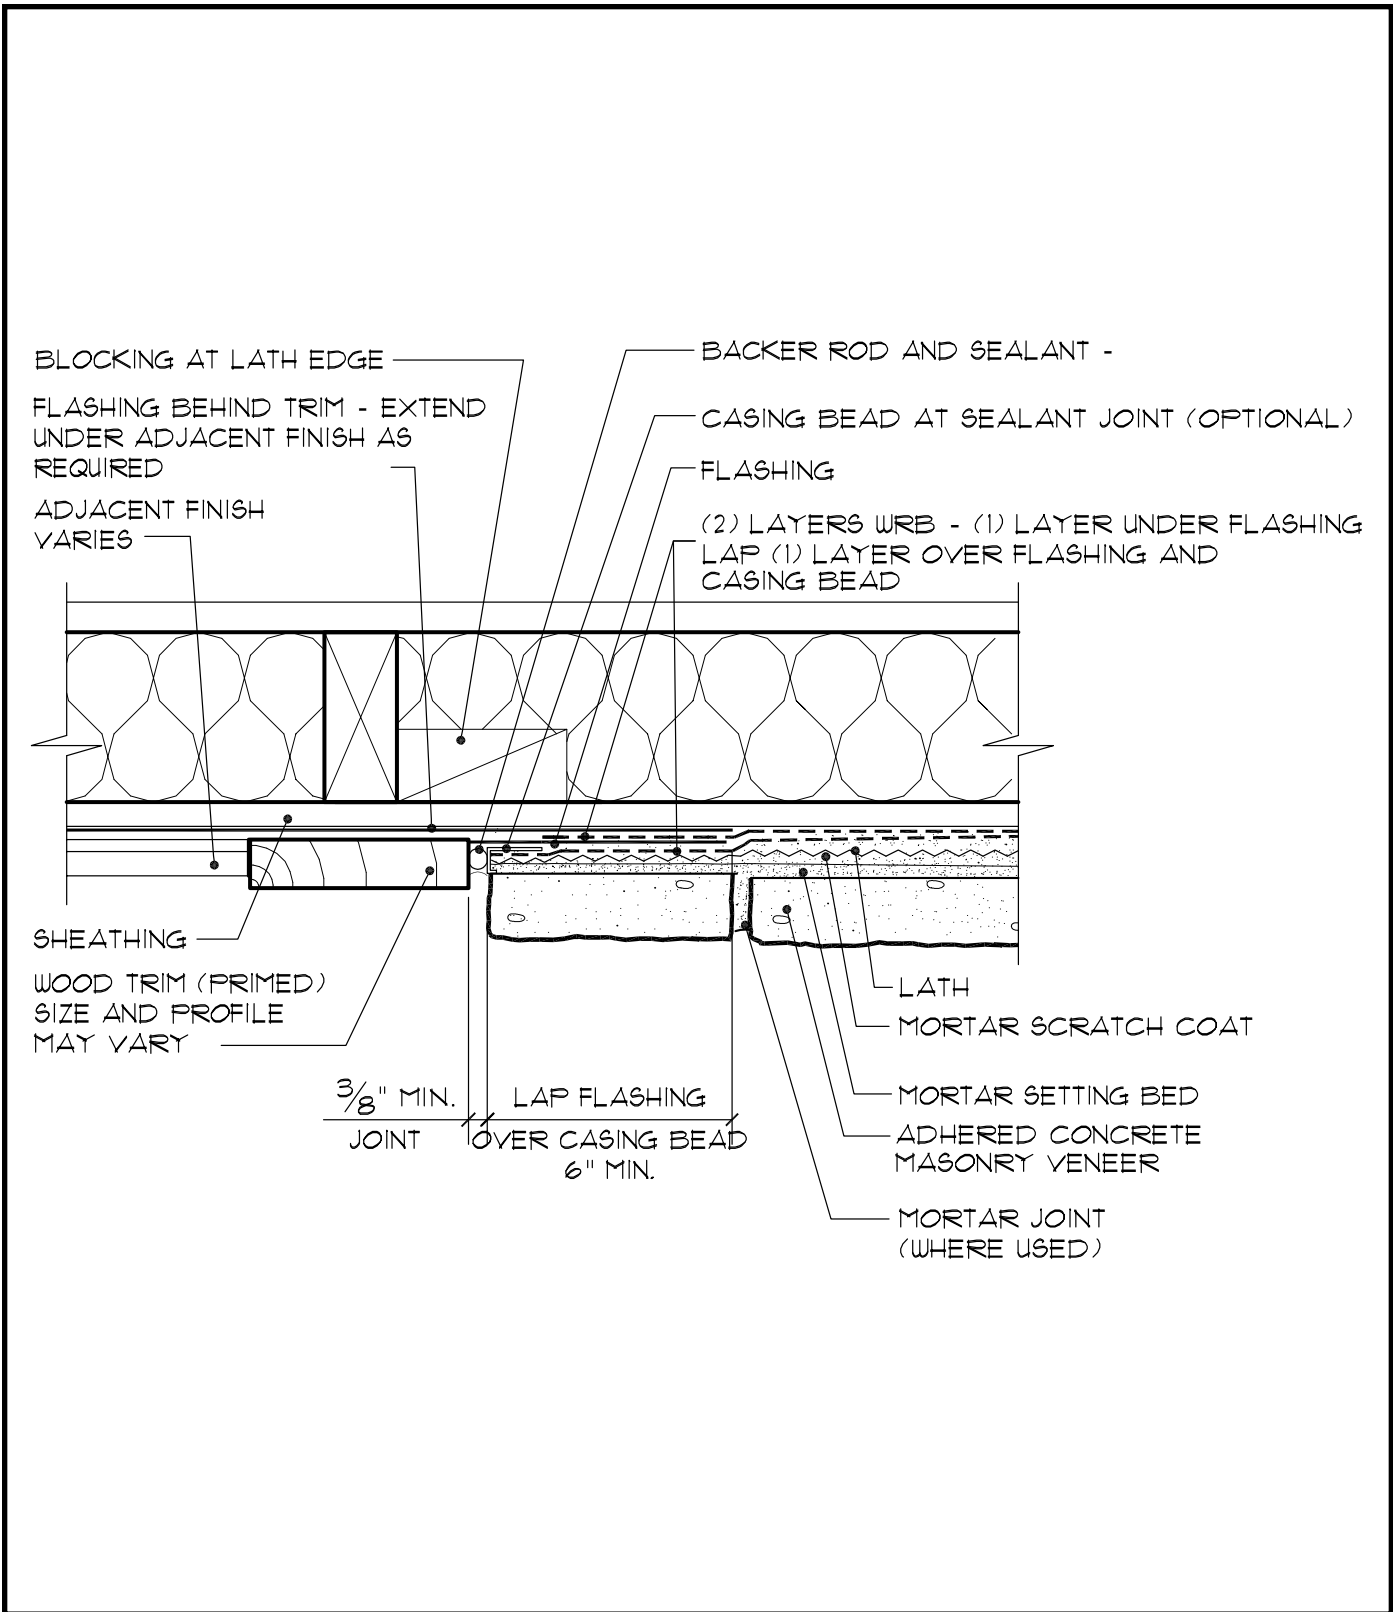 BLOCKING AT LATH EDGE
FLASHING BEHIND TRIM - EXTEND
UNDER ADJACENT FINISH AS
REQUIRED
ADJACENT FINISH
VARIES
BACKER ROD AND SEALANT -
CASING BEAD AT SEALANT JOINT (OPTIONAL)
FLASHING
(2) LAYERS WRB - (1) LAYER UNDER FLASHING
LAP (1) LAYER OVER FLASHING AND
CASING BEAD
SHEATHING
WOOD TRIM (PRIMED)
SIZE AND PROFILE
MAY VARY
3/8" MIN.
JOINT
LAP FLASHING
OVER CASING BEAD
6" MIN.
LATH
MORTAR SCRATCH COAT
MORTAR SETTING BED
ADHERED CONCRETE
MASONRY VENEER
MORTAR JOINT
(WHERE USED)